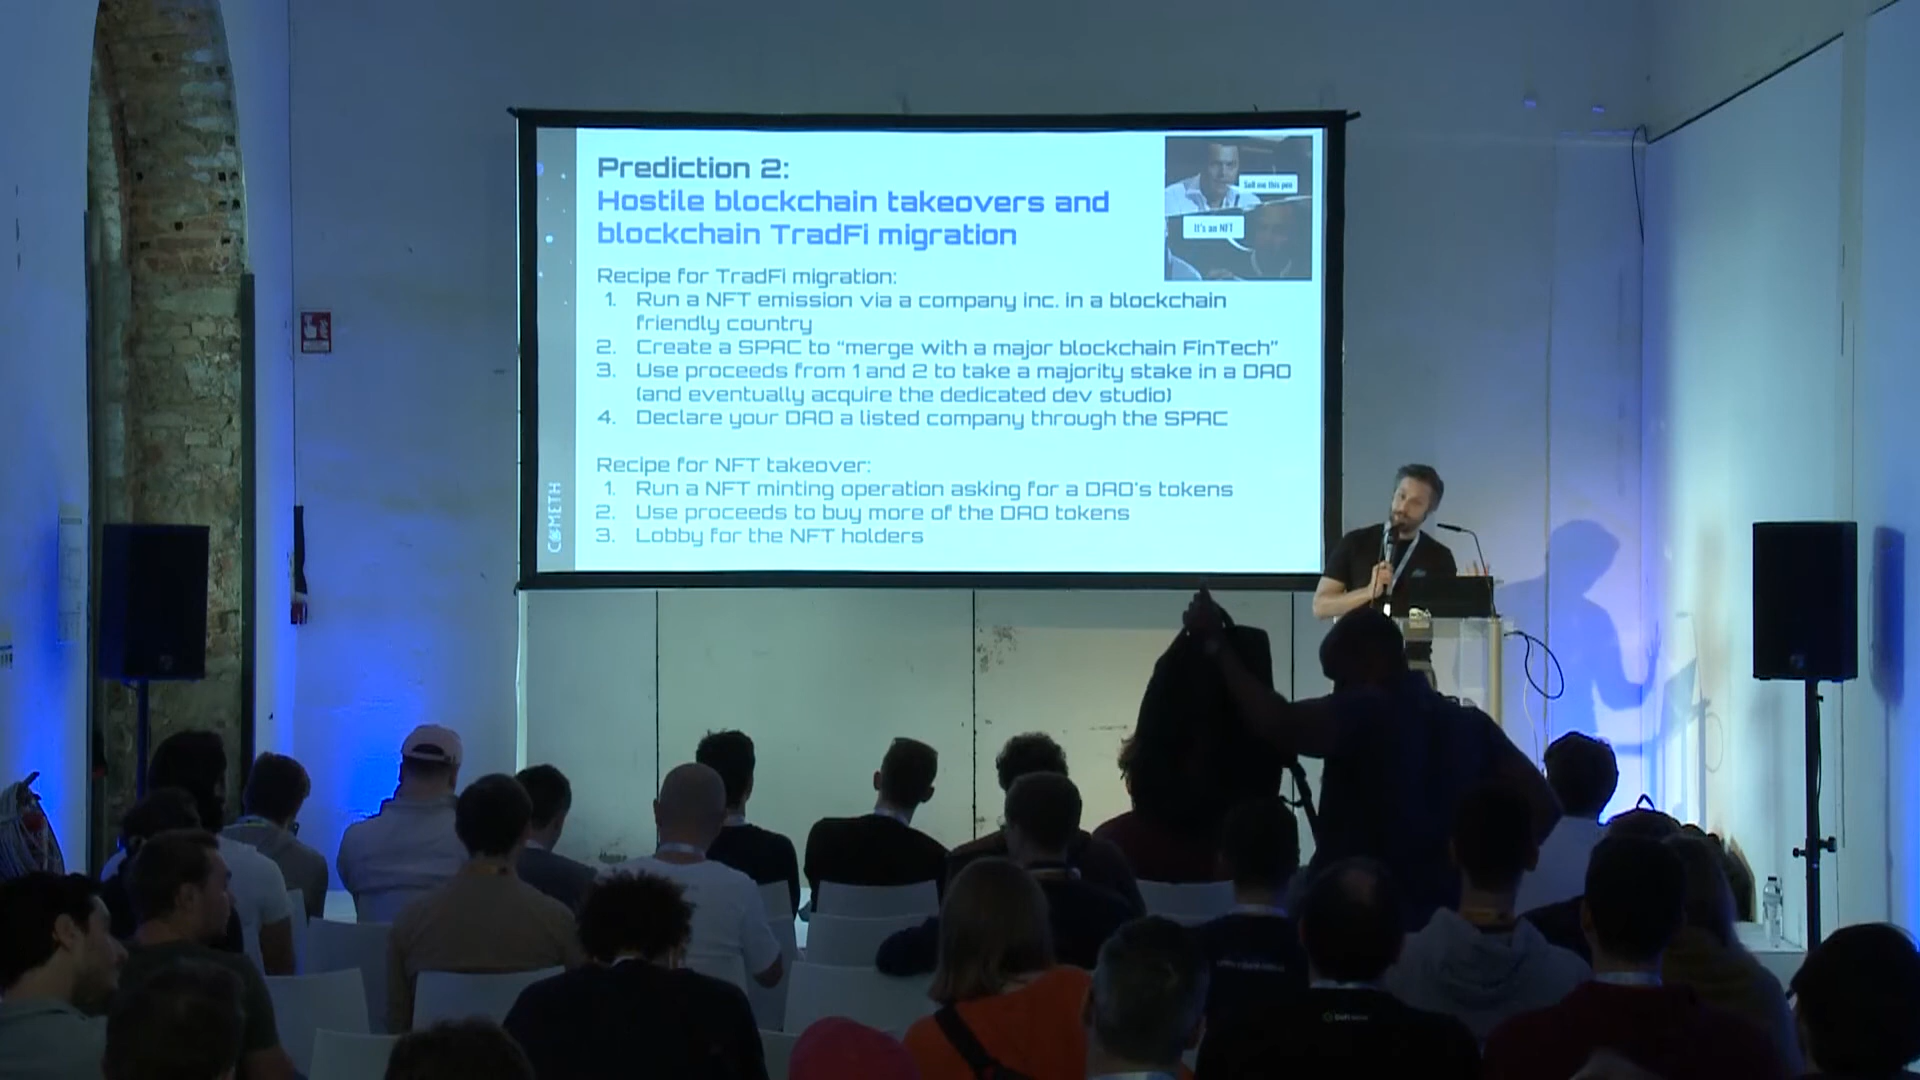 Prediction 2:
Hostile blockchain takeovers and
blockchain TradFi migration
Sell me this pen
It's an NFT
Recipe for TradFi migration:
1. Run a NFT emission via a company inc. in a blockchain
friendly country
2. Create a SPAC to “merge with a major blockchain FinTech”
3. Use proceeds from 1 and 2 to take a majority stake in a DAO
(and eventually acquire the dedicated dev studio)
4. Declare your DAO a listed company through the SPAC
Recipe for NFT takeover:
1. Run a NFT minting operation asking for a DAO's tokens
2. Use proceeds to buy more of the DAO tokens
3. Lobby for the NFT holders
COMETH